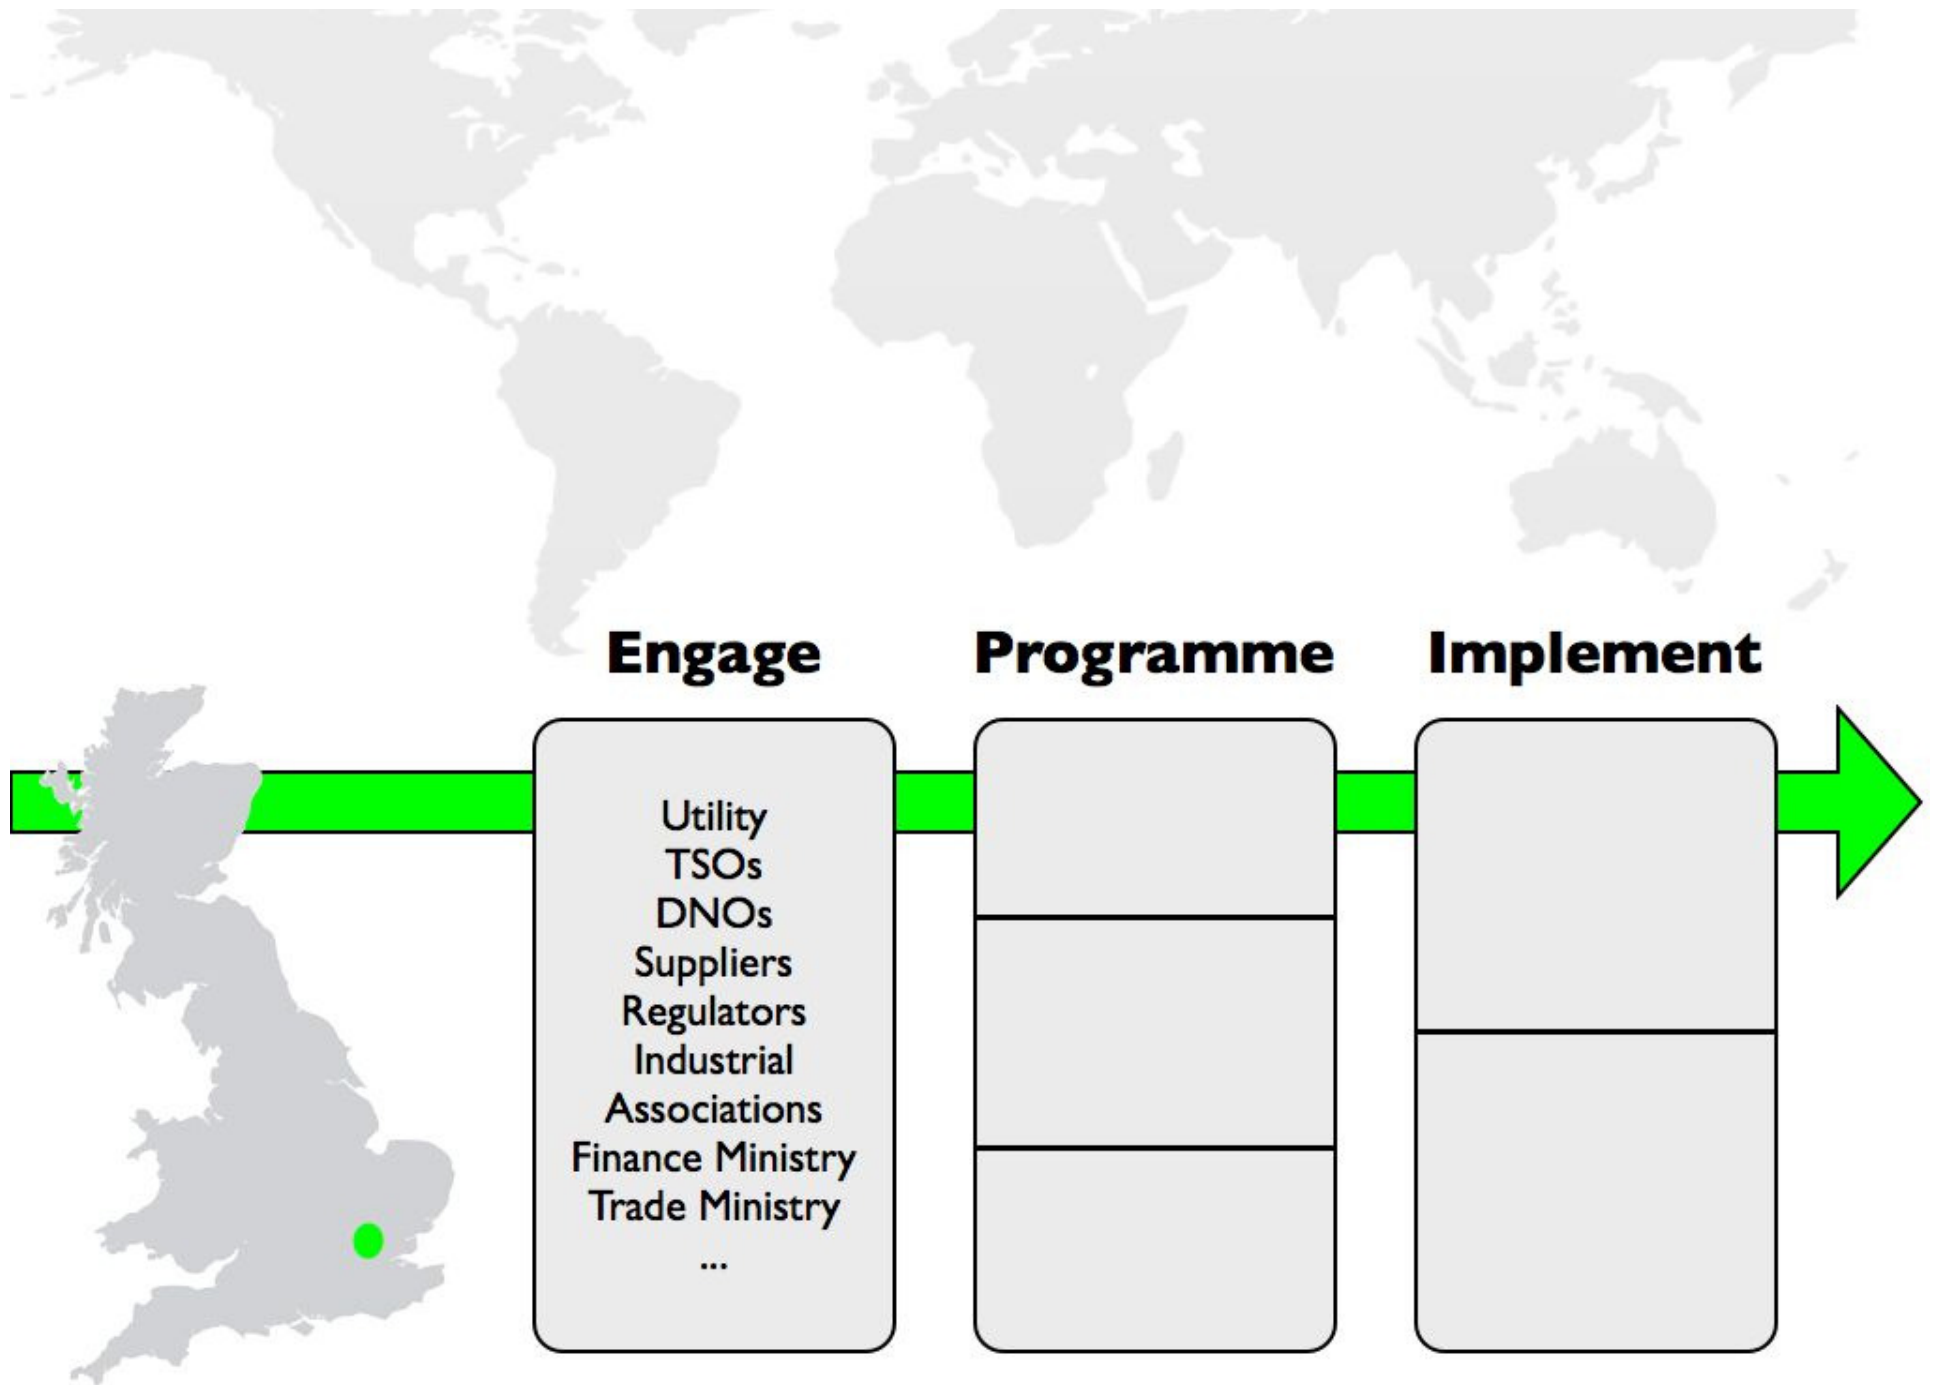 Engage
Programme
Implement
Utility
TSOs
DNOs
Suppliers
Regulators
Industrial
Associations
Finance Ministry
Trade Ministry
...